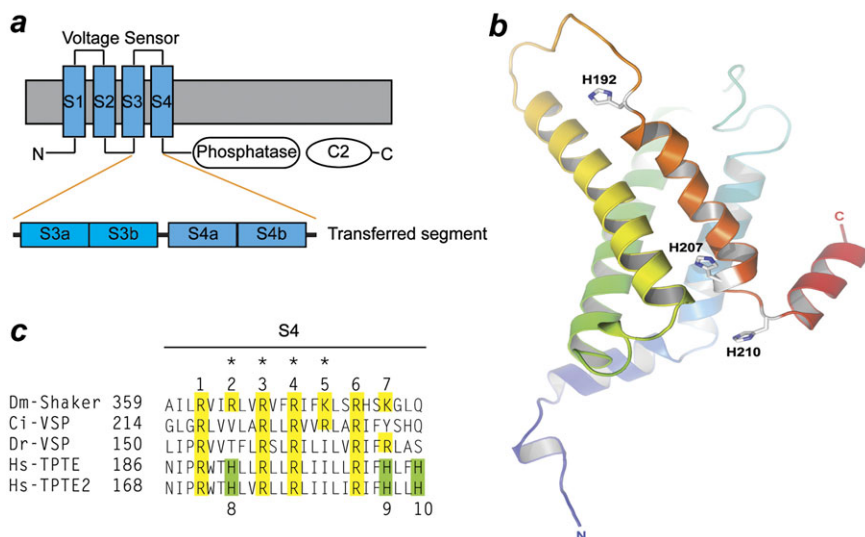 a
Voltage Sensor
S1 S2 S3 S4
N
Phosphatase
C2
C
S3a S3b S4a S4b
Transferred segment
b
H192
H207
H210
C
N
c
S4
* * * *
1 2 3 4 5 6 7
Dm-Shaker 359 AILRVIRLVRVFRIFKLSRHSKGLQ
Ci-VSP 214 GLGRLVVLARLLRVVRLARIFYSHQ
Dr-VSP 150 LIPRVVTFLRSLRILILVRIFRLAS
Hs-TPTE 186 NIPRWTHLLRLLRLIILLRIFHLFH
Hs-TPTE2 168 NIPRWTHLVRLLRLIILIRIFHLLH
8 9 10